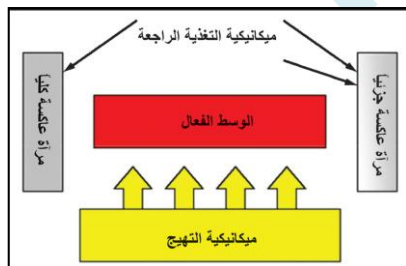 ميكانيكية التغذية الراجعة
مرآة عاكسة جزئيا
مرآة عاكسة كليا
الوسط الفعال
ميكانيكية التهيج